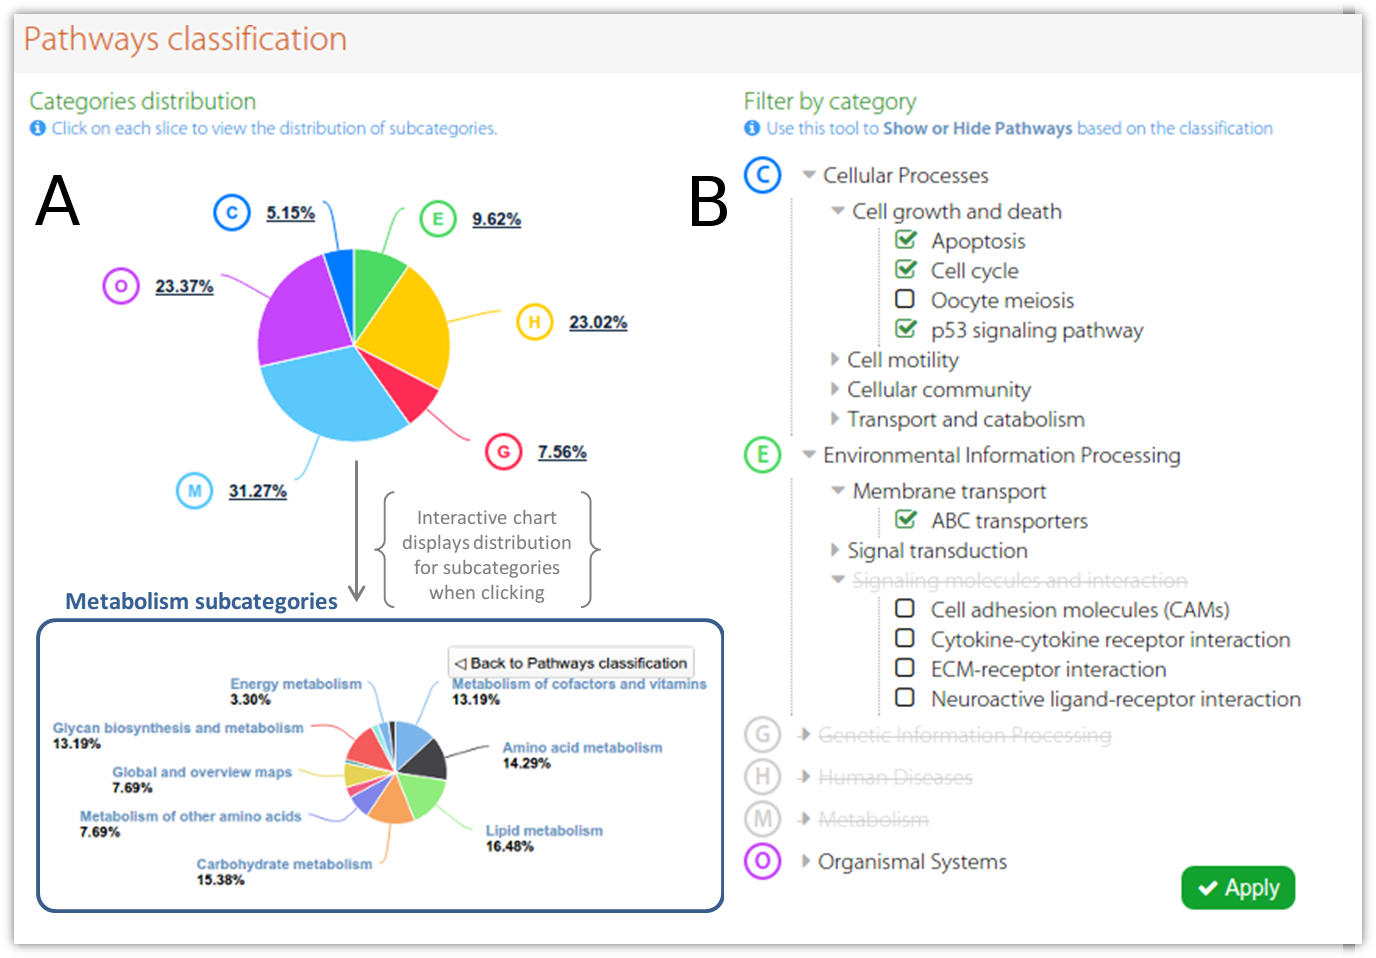 Pathways classification
Categories distribution
Click on each slice to view the distribution of subcategories.
A
C 5.15%
E 9.62%
O 23.37%
H 23.02%
G 7.56%
M 31.27%
Interactive chart
displays distribution
for subcategories
when clicking
Metabolism subcategories
◁ Back to Pathways classification
Energy metabolism
3.30%
Metabolism of cofactors and vitamins
13.19%
Glycan biosynthesis and metabolism
13.19%
Amino acid metabolism
14.29%
Global and overview maps
7.69%
Metabolism of other amino acids
7.69%
Lipid metabolism
16.48%
Carbohydrate metabolism
15.38%
Filter by category
Use this tool to Show or Hide Pathways based on the classification
B
C Cellular Processes
Cell growth and death
Apoptosis
Cell cycle
Oocyte meiosis
p53 signaling pathway
Cell motility
Cellular community
Transport and catabolism
E Environmental Information Processing
Membrane transport
ABC transporters
Signal transduction
Signaling molecules and interaction
Cell adhesion molecules (CAMs)
Cytokine-cytokine receptor interaction
ECM-receptor interaction
Neuroactive ligand-receptor interaction
G Genetic Information Processing
H Human Diseases
M Metabolism
O Organismal Systems
Apply